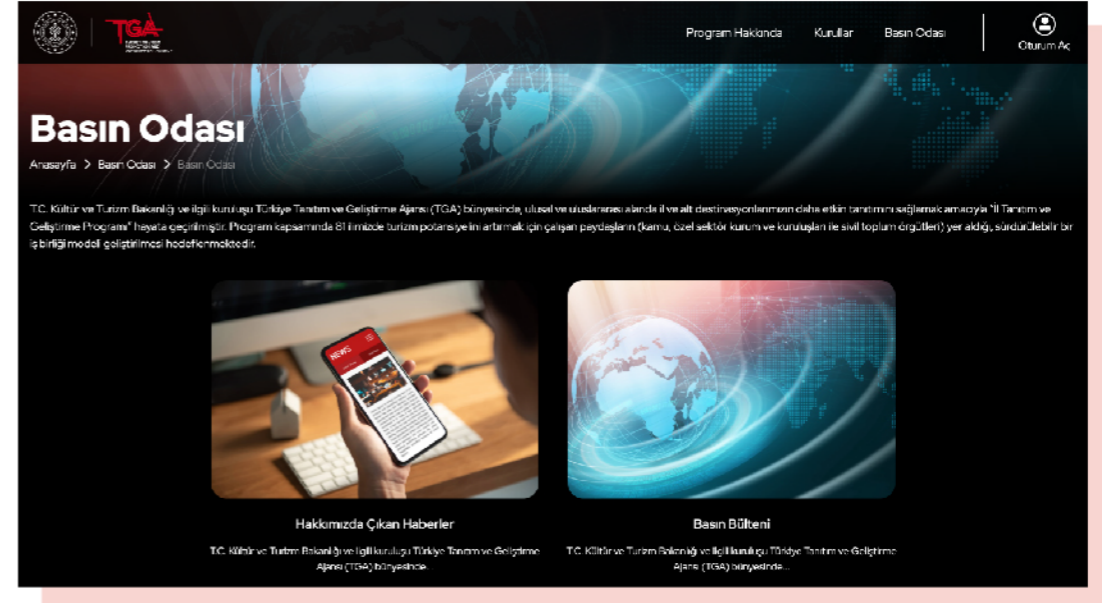 TGA
Program Hakkında
Kurullar
Basın Odası
Oturum Aç
Basın Odası
Anasayfa > Basın Odası > Basın Odası
T.C. Kültür ve Turizm Bakanlığı ve ilgili kuruluşu Türkiye Tanıtım ve Geliştirme Ajansı (TGA) bünyesinde, ulusal ve uluslararası alanda il ve alt destinasyonlarımızın daha etkin tanıtımını sağlamak amacıyla "İl Tanıtım ve
Geliştirme Programı" hayata geçirilmiştir. Program kapsamında 81 ilimizde turizm potansiyelini artırmak için çalışan paydaşların (kamu, özel sektör kurum ve kuruluşları ile sivil toplum örgütleri) yer aldığı, sürdürülebilir bir
iş birliği modeli geliştirilmesi hedeflenmektedir.
NEWS
Hakkımızda Çıkan Haberler
T.C. Kültür ve Turizm Bakanlığı ve ilgili kuruluşu Türkiye Tanıtım ve Geliştirme
Ajansı (TGA) bünyesinde...
Basın Bülteni
T.C. Kültür ve Turizm Bakanlığı ve ilgili kuruluşu Türkiye Tanıtım ve Geliştirme
Ajansı (TGA) bünyesinde...